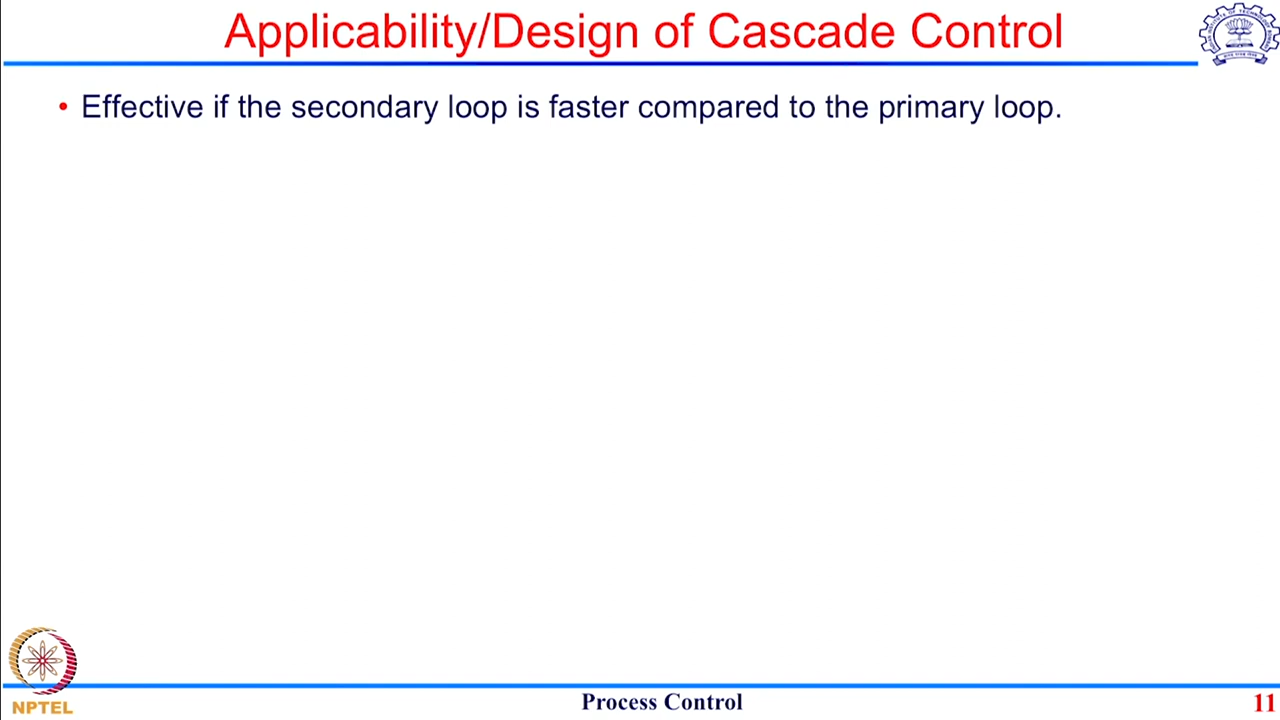 Applicability/Design of Cascade Control
• Effective if the secondary loop is faster compared to the primary loop.
NPTEL
Process Control
11